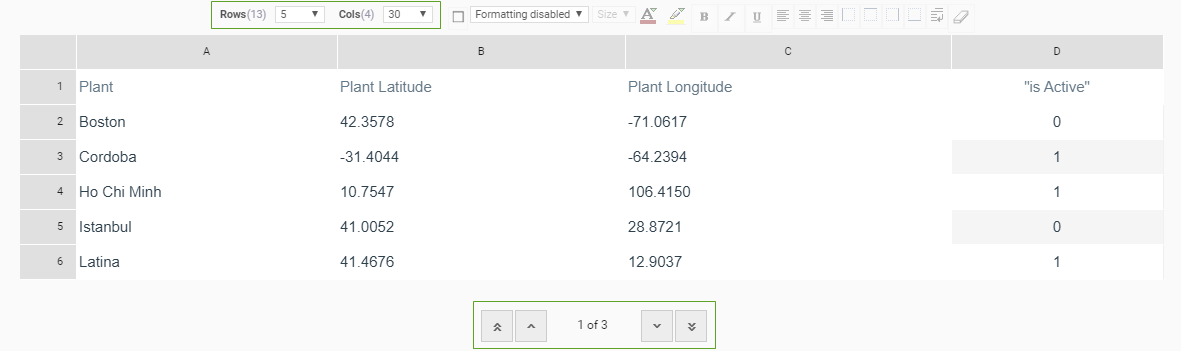 Rows(13) 5 Cols(4) 30 Formatting disabled Size A B I U
A B C D
1 Plant Plant Latitude Plant Longitude "is Active"
2 Boston 42.3578 -71.0617 0
3 Cordoba -31.4044 -64.2394 1
4 Ho Chi Minh 10.7547 106.4150 1
5 Istanbul 41.0052 28.8721 0
6 Latina 41.4676 12.9037 1
1 of 3